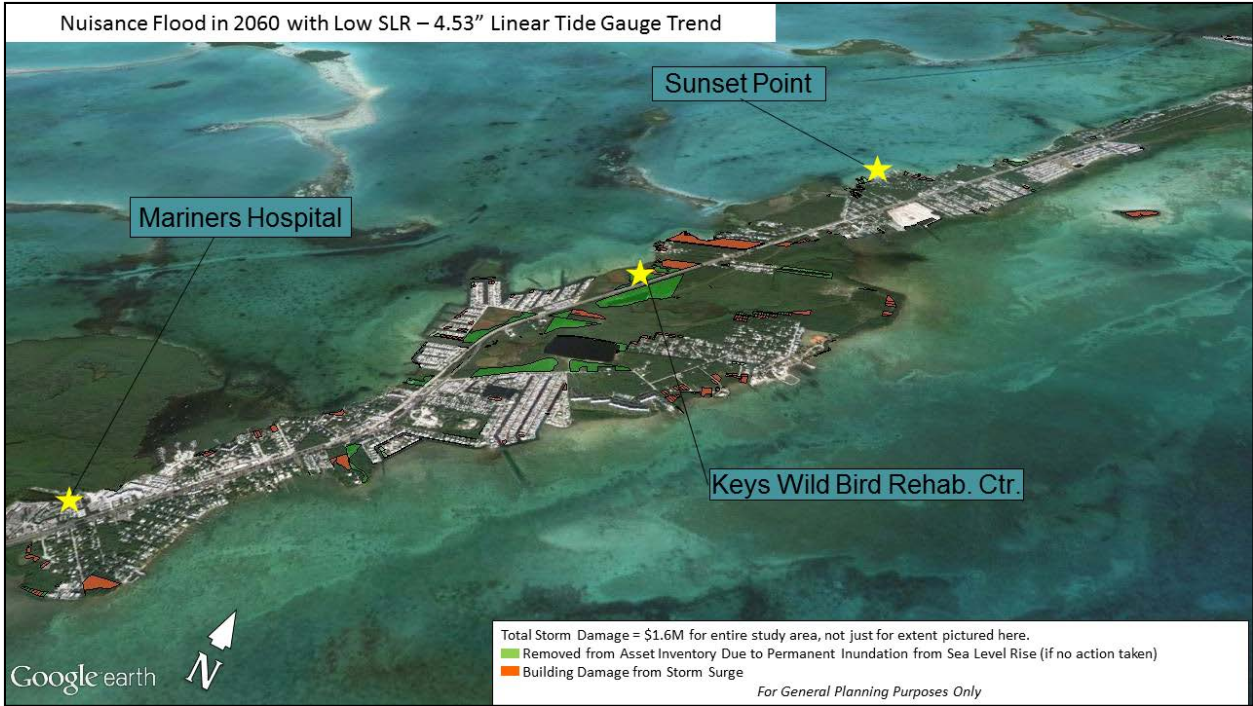 Nuisance Flood in 2060 with Low SLR – 4.53” Linear Tide Gauge Trend
Sunset Point
Mariners Hospital
Keys Wild Bird Rehab. Ctr.
Total Storm Damage = $1.6M for entire study area, not just for extent pictured here.
Removed from Asset Inventory Due to Permanent Inundation from Sea Level Rise (if no action taken)
Building Damage from Storm Surge
For General Planning Purposes Only
Google earth
N